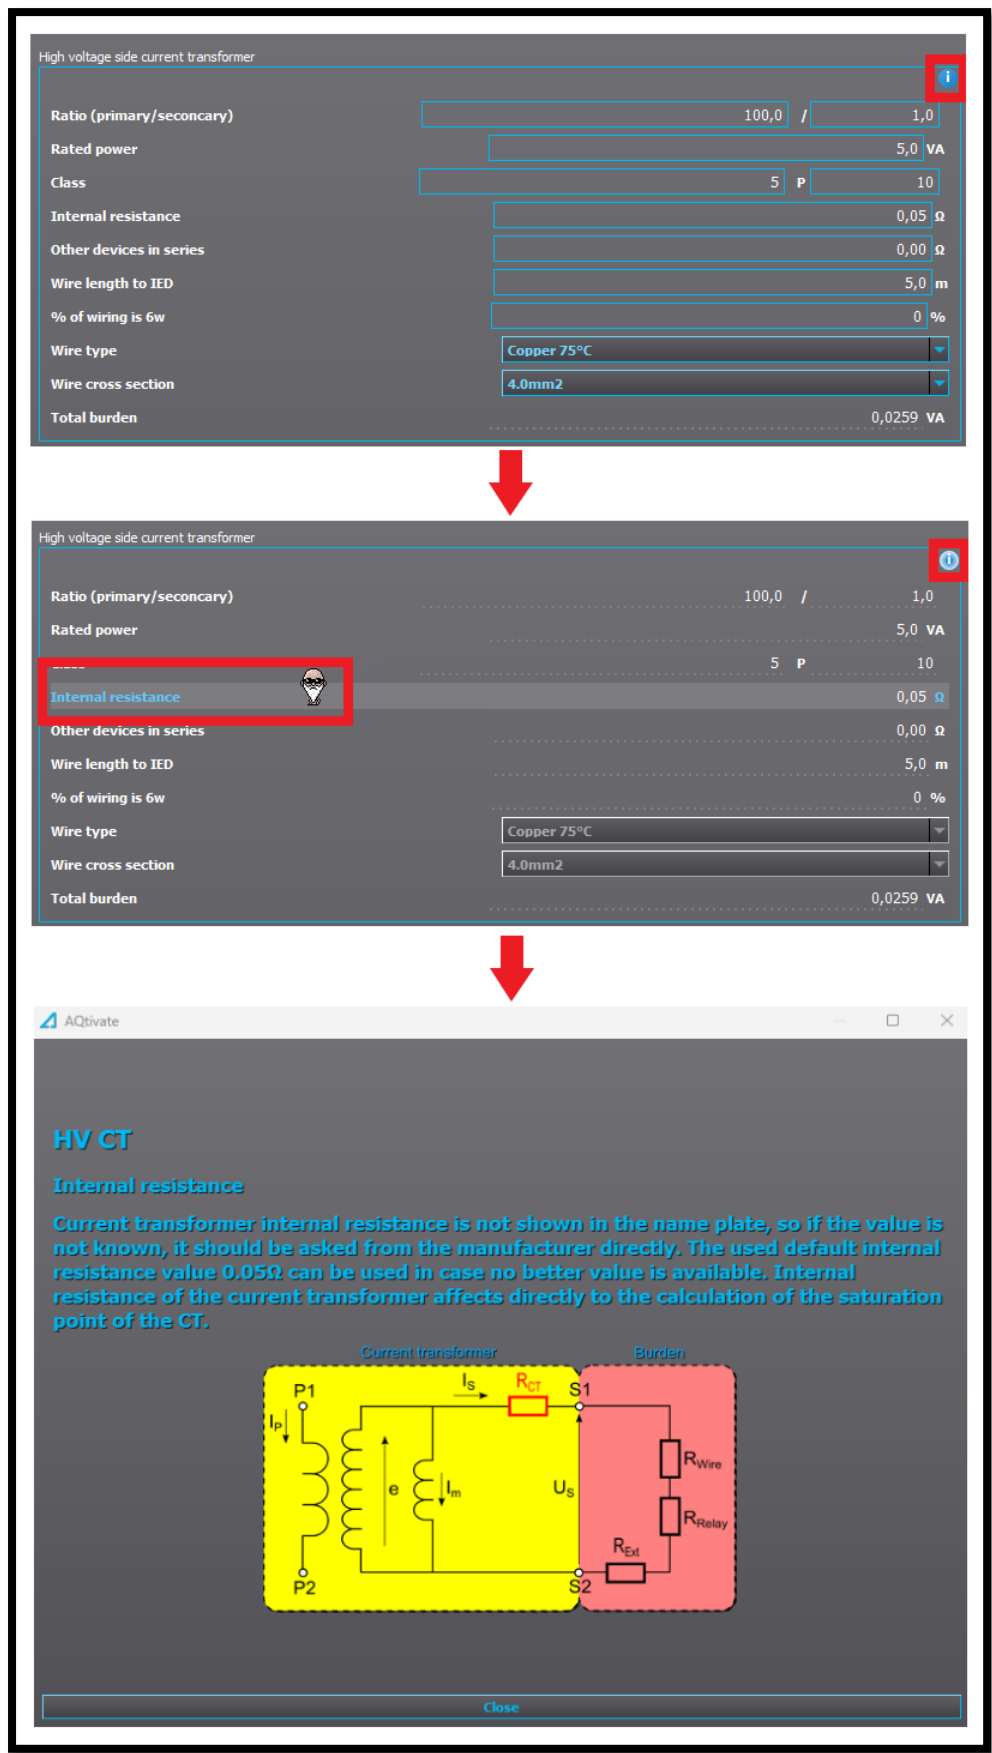 High voltage side current transformer
i
Ratio (primary/seconcary) 100,0 / 1,0
Rated power 5,0 VA
Class 5 P 10
Internal resistance 0,05 Ω
Other devices in series 0,00 Ω
Wire length to IED 5,0 m
% of wiring is 6w 0 %
Wire type Copper 75°C
Wire cross section 4.0mm2
Total burden 0,0259 VA
High voltage side current transformer
i
Ratio (primary/seconcary) 100,0 / 1,0
Rated power 5,0 VA
5 P 10
Internal resistance 0,05 Ω
Other devices in series 0,00 Ω
Wire length to IED 5,0 m
% of wiring is 6w 0 %
Wire type Copper 75°C
Wire cross section 4.0mm2
Total burden 0,0259 VA
AQtivate
HV CT
Internal resistance
Current transformer internal resistance is not shown in the name plate, so if the value is
not known, it should be asked from the manufacturer directly. The used default internal
resistance value 0.05Ω can be used in case no better value is available. Internal
resistance of the current transformer affects directly to the calculation of the saturation
point of the CT.
Current transformer Burden
P1 IS RCT S1
IP
e Im US RWire
RRelay
RExt
P2 S2
Close